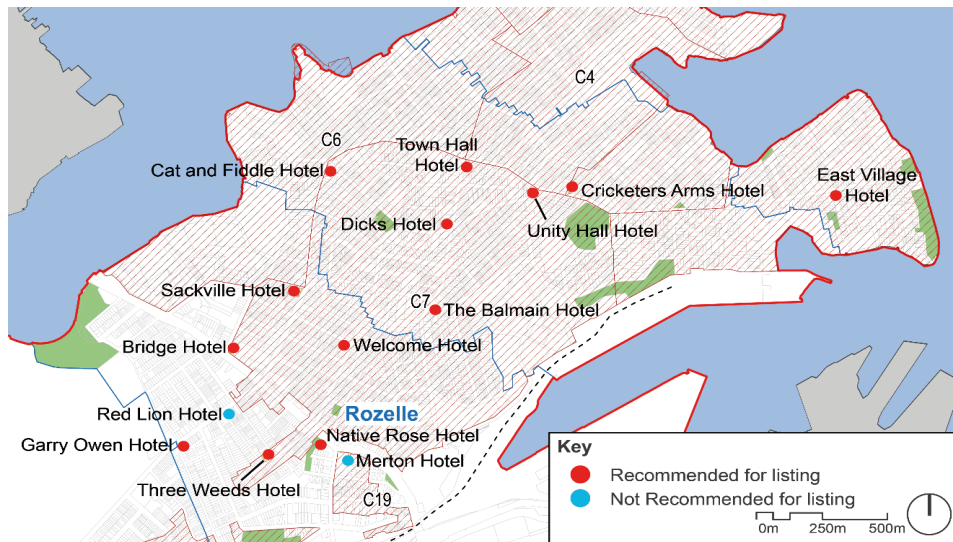 C4
C6
Town Hall
Hotel
Cat and Fiddle Hotel
East Village
Hotel
Cricketers Arms Hotel
Dicks Hotel
Unity Hall Hotel
Sackville Hotel
C7
The Balmain Hotel
Bridge Hotel
Welcome Hotel
Red Lion Hotel
Rozelle
Garry Owen Hotel
Native Rose Hotel
Merton Hotel
Three Weeds Hotel
C19
Key
Recommended for listing
Not Recommended for listing
0m 250m 500m